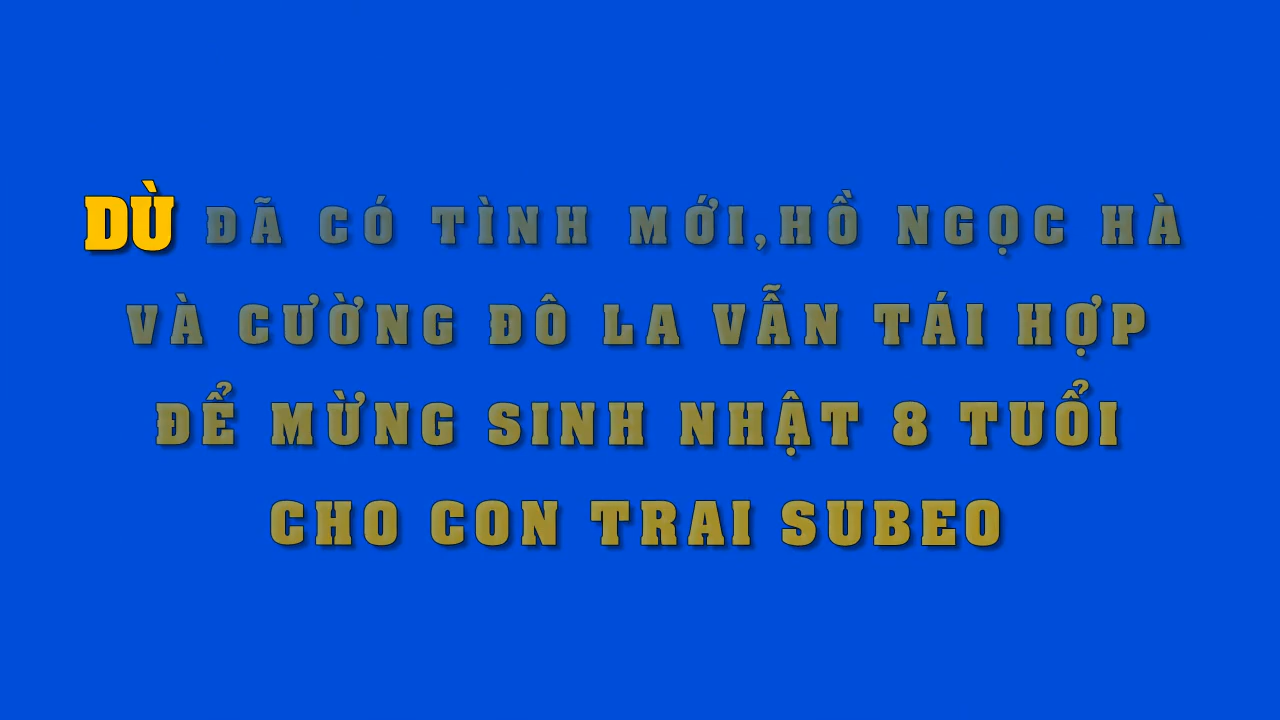 DÙ ĐÃ CÓ TÌNH MỚI,HỒ NGỌC HÀ
VÀ CƯỜNG ĐÔ LA VẪN TÁI HỢP
ĐỂ MỪNG SINH NHẬT 8 TUỔI
CHO CON TRAI SUBEO